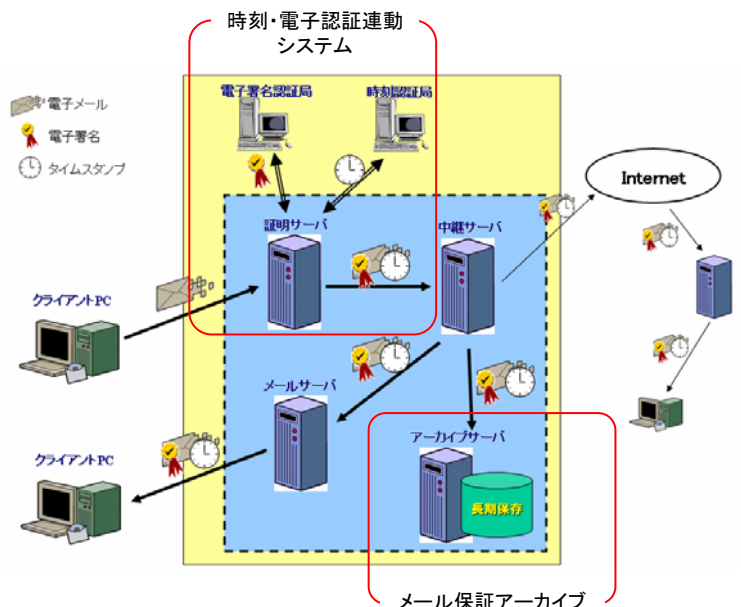 時刻・電子認証連動
システム
電子署名認証局
時刻認証局
電子メール
電子署名
タイムスタンプ
Internet
証明サーバ
中継サーバ
クライアントPC
メールサーバ
アーカイブサーバ
クライアントPC
長期保存
メール保証アーカイブ